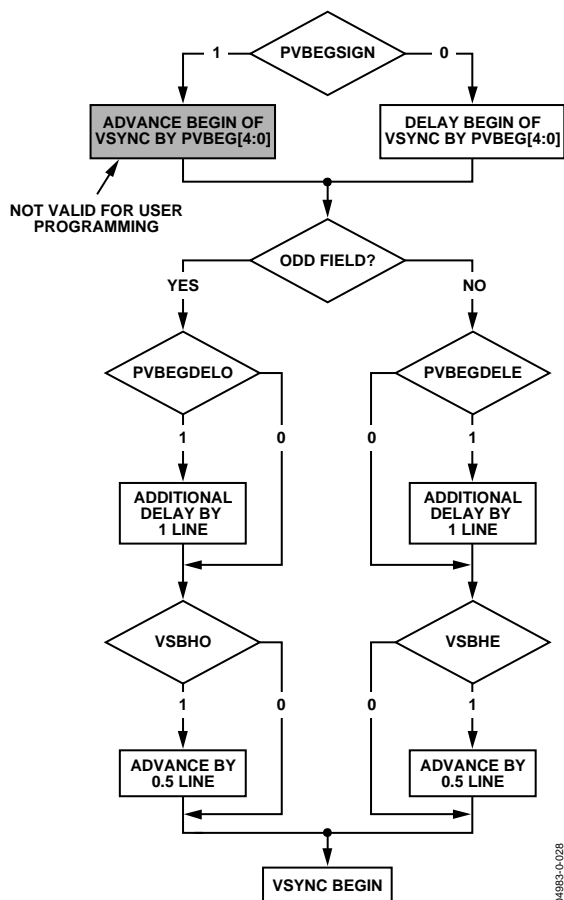 PVBEGSIGN
1
0
ADVANCE BEGIN OF
VSYNC BY PVBEG[4:0]
DELAY BEGIN OF
VSYNC BY PVBEG[4:0]
NOT VALID FOR USER
PROGRAMMING
ODD FIELD?
YES
NO
PVBEGDELO
PVBEGDELE
1
0
0
1
ADDITIONAL
DELAY BY
1 LINE
ADDITIONAL
DELAY BY
1 LINE
VSBHO
VSBHE
1
0
0
1
ADVANCE BY
0.5 LINE
ADVANCE BY
0.5 LINE
VSYNC BEGIN
04983-0-028